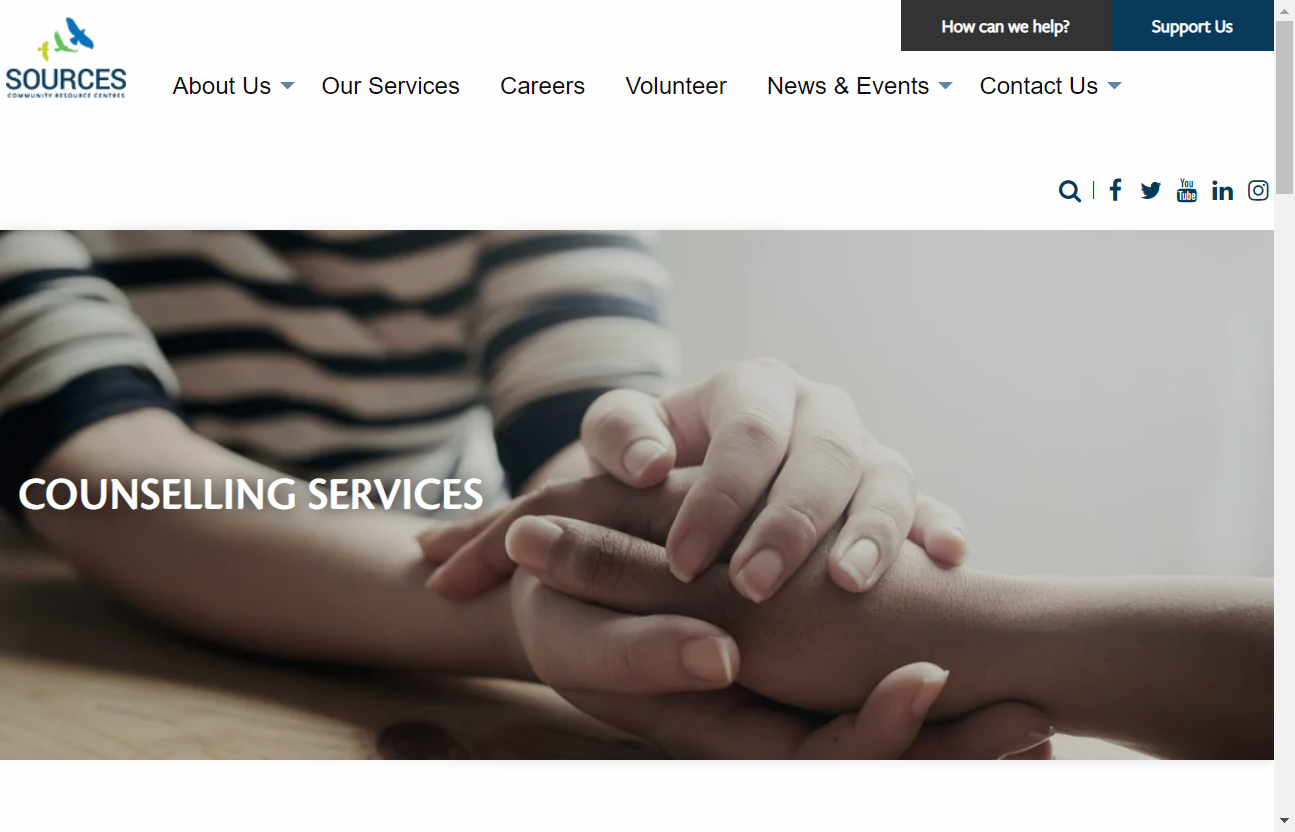 How can we help?
Support Us
SOURCES
COMMUNITY RESOURCE CENTRES
About Us
Our Services
Careers
Volunteer
News & Events
Contact Us
You
Tube
COUNSELLING SERVICES